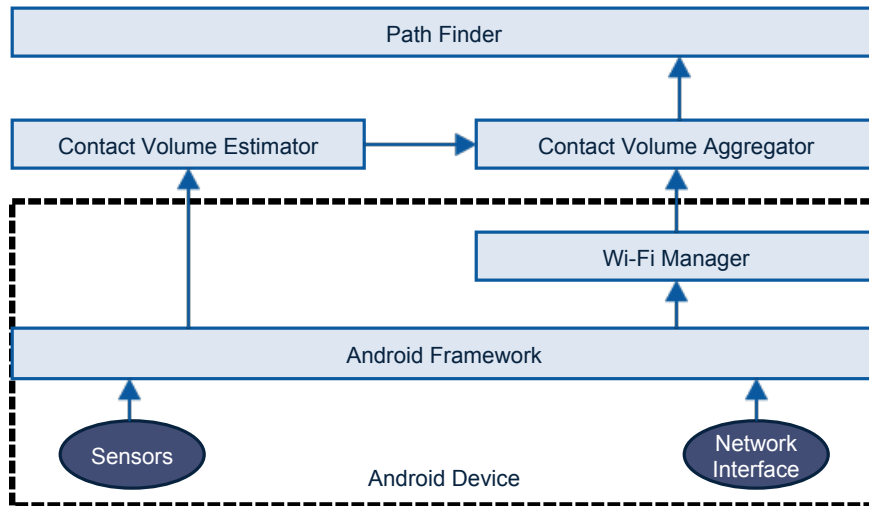 Path Finder
Contact Volume Estimator
Contact Volume Aggregator
Wi-Fi Manager
Android Framework
Sensors
Network
Interface
Android Device